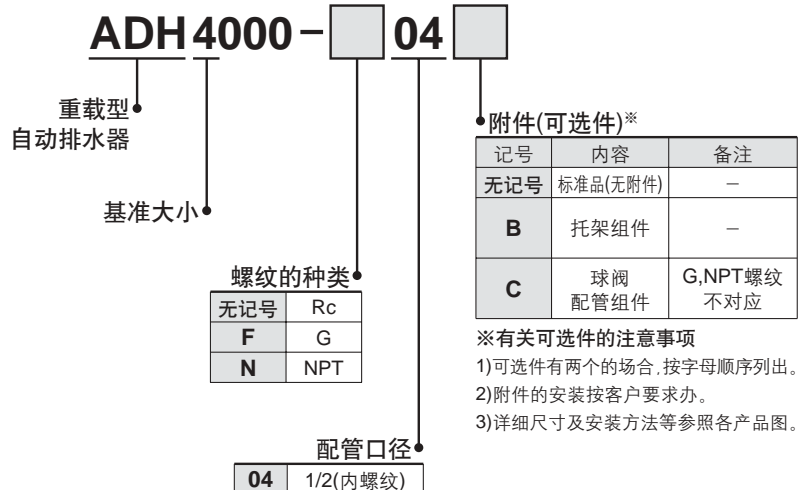 ADH4000-□04□
重载型
自动排水器
基准大小
螺纹的种类
无记号 Rc
F G
N NPT
配管口径
04 1/2(内螺纹)
附件(可选件)※
记号 内容 备注
无记号 标准品(无附件) －
B 托架组件 －
C 球阀 配管组件 G,NPT螺纹 不对应
※有关可选件的注意事项
1)可选件有两个的场合,按字母顺序列出。
2)附件的安装按客户要求办。
3)详细尺寸及安装方法等参照各产品图。